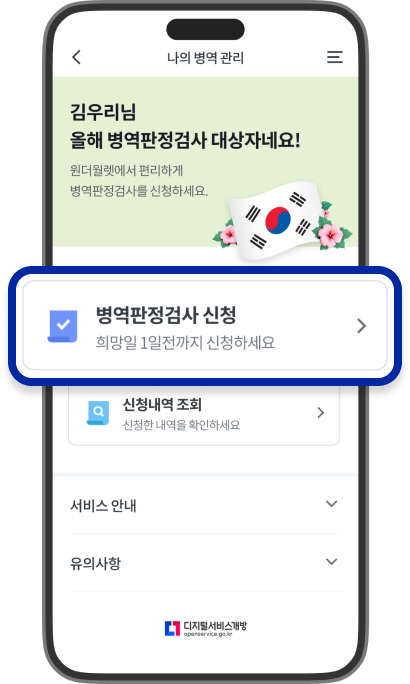 나의 병역 관리
김우리님
올해 병역판정검사 대상자네요!
원더월렛에서 편리하게
병역판정검사를 신청하세요.
병역판정검사 신청
희망일 1일전까지 신청하세요
신청내역 조회
신청한 내역을 확인하세요
서비스 안내
유의사항
디지털서비스개방
openservice.go.kr